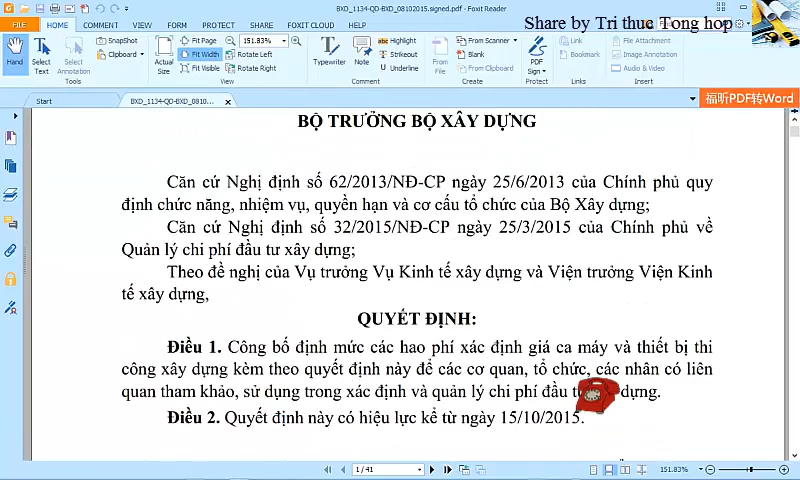 BXD_1134-QD-BXD_08102015.signed.pdf - Foxit Reader
Share by Tri thuc Tong hop
FILE HOME COMMENT VIEW FORM PROTECT SHARE FOXIT CLOUD HELP
Hand
Select Text
Select Annotation
SnapShot
Clipboard
Tools
Actual Size
Fit Page
Fit Width
Fit Visible
151.83%
Rotate Left
Rotate Right
View
Typewriter
Note
Highlight
Strikeout
Underline
Comment
From File
From Scanner
Blank
From Clipboard
Create
PDF Sign
Protect
Link
Bookmark
Links
File Attachment
Image Annotation
Audio & Video
Insert
Start
BXD_1134-QD-BXD_0810...
福昕PDF转Word
BỘ TRƯỞNG BỘ XÂY DỰNG
Căn cứ Nghị định số 62/2013/NĐ-CP ngày 25/6/2013 của Chính phủ quy
định chức năng, nhiệm vụ, quyền hạn và cơ cấu tổ chức của Bộ Xây dựng;
Căn cứ Nghị định số 32/2015/NĐ-CP ngày 25/3/2015 của Chính phủ về
Quản lý chi phí đầu tư xây dựng;
Theo đề nghị của Vụ trưởng Vụ Kinh tế xây dựng và Viện trưởng Viện Kinh
tế xây dựng,
QUYẾT ĐỊNH:
Điều 1. Công bố định mức các hao phí xác định giá ca máy và thiết bị thi
công xây dựng kèm theo quyết định này để các cơ quan, tổ chức, các nhân có liên
quan tham khảo, sử dụng trong xác định và quản lý chi phí đầu dựng.
Điều 2. Quyết định này có hiệu lực kể từ ngày 15/10/2015.
1 / 41
151.83%